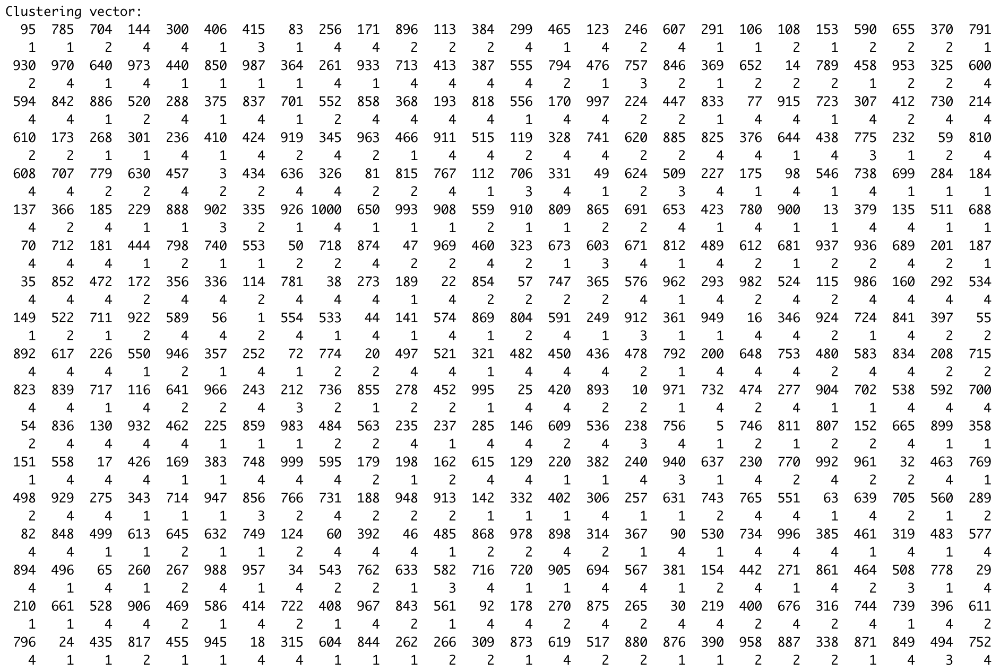 Clustering vector:
95 785 704 144 300 406 415 83 256 171 896 113 384 299 465 123 246 607 291 106 108 153 590 655 370 791
1 1 2 4 4 1 3 1 4 4 2 2 2 4 1 4 2 4 1 1 2 1 2 2 2 1
930 970 640 973 440 850 987 364 261 933 713 413 387 555 794 476 757 846 369 652 14 789 458 953 325 600
2 4 1 4 1 1 1 1 4 1 4 4 4 4 2 1 3 2 1 2 2 2 1 2 2 4
594 842 886 520 288 375 837 701 552 858 368 193 818 556 170 997 224 447 833 77 915 723 307 412 730 214
4 4 1 2 4 1 4 1 2 4 4 4 4 1 4 4 2 2 1 4 4 1 4 2 4 4
610 173 268 301 236 410 424 919 345 963 466 911 515 119 328 741 620 885 825 376 644 438 775 232 59 810
2 2 1 1 4 1 4 2 4 2 1 4 4 2 4 4 2 2 4 4 1 4 3 1 2 4
608 707 779 630 457 3 434 636 326 81 815 767 112 706 331 49 624 509 227 175 98 546 738 699 284 184
4 4 2 2 4 2 2 4 4 2 2 4 1 3 4 1 2 3 4 1 4 1 4 1 1 1
137 366 185 229 888 902 335 926 1000 650 993 908 559 910 809 865 691 653 423 780 900 13 379 135 511 688
4 2 4 1 1 3 2 1 4 1 1 1 2 1 1 2 2 4 1 4 1 1 4 4 1 1
70 712 181 444 798 740 553 50 718 874 47 969 460 323 673 603 671 812 489 612 681 937 936 689 201 187
4 4 4 1 2 1 1 2 2 4 2 2 4 2 1 3 4 1 4 2 1 2 2 4 2 1
35 852 472 172 356 336 114 781 38 273 189 22 854 57 747 365 576 962 293 982 524 115 986 160 292 534
4 4 4 2 4 4 2 4 4 4 1 4 2 2 2 2 4 1 4 2 4 2 4 4 4 4
149 522 711 922 589 56 1 554 533 44 141 574 869 804 591 249 912 361 949 16 346 924 724 841 397 55
1 2 1 2 4 4 2 4 1 4 1 4 1 2 4 1 3 1 1 4 4 2 1 4 2 2
892 617 226 550 946 357 252 72 774 20 497 521 321 482 450 436 478 792 200 648 753 480 583 834 208 715
4 4 4 1 2 1 4 1 2 2 4 4 1 4 4 4 2 1 4 4 4 2 4 4 2 2
823 839 717 116 641 966 243 212 736 855 278 452 995 25 420 893 10 971 732 474 277 904 702 538 592 700
4 4 1 4 2 2 4 3 2 1 2 2 1 4 4 2 2 1 4 2 4 1 1 4 4 4
54 836 130 932 462 225 859 983 484 563 235 237 285 146 609 536 238 756 5 746 811 807 152 665 899 358
2 4 4 4 4 1 1 1 2 2 4 1 4 4 2 4 3 4 1 2 1 2 2 4 1 1
151 558 17 426 169 383 748 999 595 179 198 162 615 129 220 382 240 940 637 230 770 992 961 32 463 769
1 4 4 4 1 1 4 4 4 2 1 2 4 4 1 1 4 3 1 4 2 4 2 2 4 1
498 929 275 343 714 947 856 766 731 188 948 913 142 332 402 306 257 631 743 765 551 63 639 705 560 289
2 4 4 1 1 1 3 2 4 2 2 2 1 1 1 4 1 1 2 4 4 1 4 2 1 2
82 848 499 613 645 632 749 124 60 392 46 485 868 978 898 314 367 90 530 734 996 385 461 319 483 577
4 4 1 1 2 1 1 2 4 4 4 1 2 2 4 2 1 4 1 4 4 4 1 4 1 4
894 496 65 260 267 988 957 34 543 762 633 582 716 720 905 694 567 381 154 442 271 861 464 508 778 29
4 1 4 1 2 4 1 4 2 2 1 3 4 1 1 4 4 1 2 4 1 4 2 3 1 4
210 661 528 906 469 586 414 722 408 967 843 561 92 178 270 875 265 30 219 400 676 316 744 739 396 611
1 1 4 4 2 1 4 2 1 4 2 1 4 4 2 4 2 4 4 2 4 2 4 1 4 2
796 24 435 817 455 945 18 315 604 844 262 266 309 873 619 517 880 876 390 958 887 338 871 849 494 752
4 1 1 2 1 1 4 4 1 1 1 2 2 1 4 2 2 1 1 2 2 2 1 4 3 4